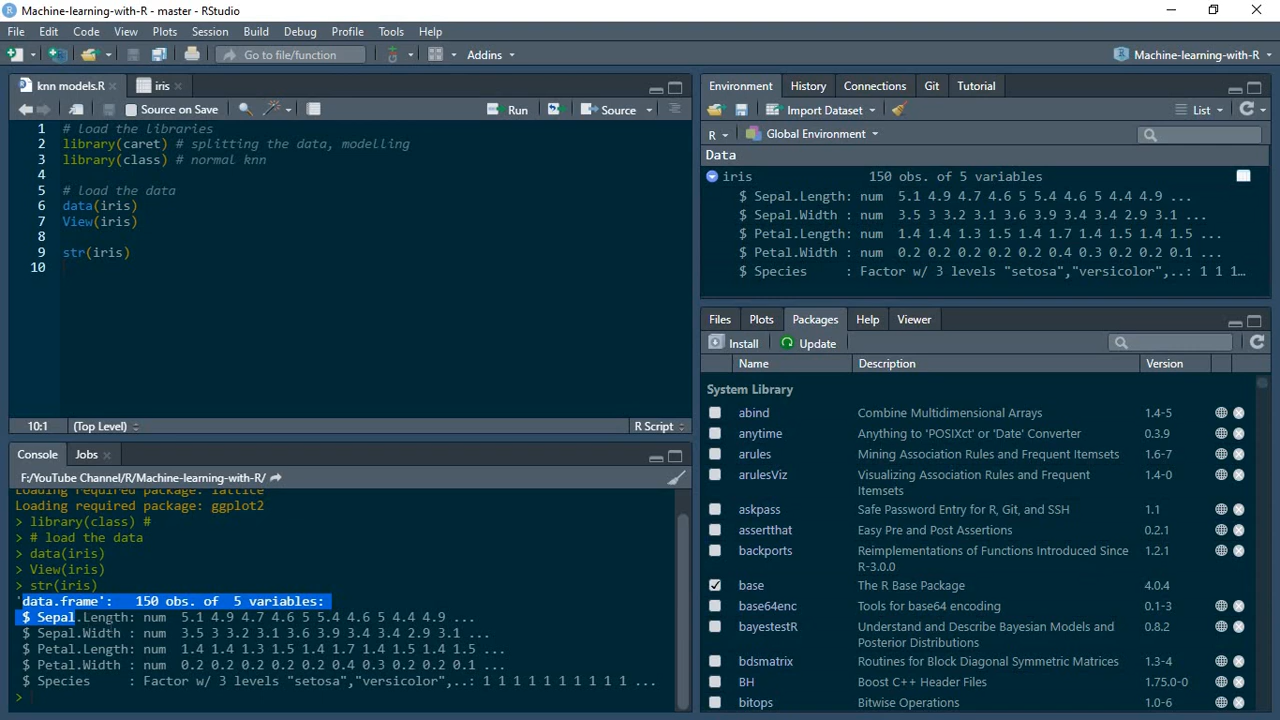 Machine-learning-with-R - master - RStudio
File Edit Code View Plots Session Build Debug Profile Tools Help
Go to file/function Addins Machine-learning-with-R
knn models.R iris
Source on Save Run Source
1 # load the libraries
2 library(caret) # splitting the data, modelling
3 library(class) # normal knn
4
5 # load the data
6 data(iris)
7 View(iris)
8
9 str(iris)
10
10:1 (Top Level) R Script
Console Jobs
F:/YouTube Channel/R/Machine-learning-with-R/
Loading required package: lattice
Loading required package: ggplot2
> library(class) #
> # load the data
> data(iris)
> View(iris)
> str(iris)
'data.frame': 150 obs. of 5 variables:
$ Sepal.Length: num 5.1 4.9 4.7 4.6 5 5.4 4.6 5 4.4 4.9 ...
$ Sepal.Width : num 3.5 3 3.2 3.1 3.6 3.9 3.4 3.4 2.9 3.1 ...
$ Petal.Length: num 1.4 1.4 1.3 1.5 1.4 1.7 1.4 1.5 1.4 1.5 ...
$ Petal.Width : num 0.2 0.2 0.2 0.2 0.2 0.4 0.3 0.2 0.2 0.1 ...
$ Species : Factor w/ 3 levels "setosa","versicolor",..: 1 1 1 1 1 1 1 1 1 1 ...
>
Environment History Connections Git Tutorial
Import Dataset List
R Global Environment
Data
iris 150 obs. of 5 variables
$ Sepal.Length: num 5.1 4.9 4.7 4.6 5 5.4 4.6 5 4.4 4.9 ...
$ Sepal.Width : num 3.5 3 3.2 3.1 3.6 3.9 3.4 3.4 2.9 3.1 ...
$ Petal.Length: num 1.4 1.4 1.3 1.5 1.4 1.7 1.4 1.5 1.4 1.5 ...
$ Petal.Width : num 0.2 0.2 0.2 0.2 0.2 0.4 0.3 0.2 0.2 0.1 ...
$ Species : Factor w/ 3 levels "setosa","versicolor",..: 1 1 1…
Files Plots Packages Help Viewer
Install Update
Name Description Version
System Library
abind Combine Multidimensional Arrays 1.4-5
anytime Anything to 'POSIXct' or 'Date' Converter 0.3.9
arules Mining Association Rules and Frequent Itemsets 1.6-7
arulesViz Visualizing Association Rules and Frequent 1.4-0
Itemsets
askpass Safe Password Entry for R, Git, and SSH 1.1
assertthat Easy Pre and Post Assertions 0.2.1
backports Reimplementations of Functions Introduced Since 1.2.1
R-3.0.0
base The R Base Package 4.0.4
base64enc Tools for base64 encoding 0.1-3
bayestestR Understand and Describe Bayesian Models and 0.8.2
Posterior Distributions
bdsmatrix Routines for Block Diagonal Symmetric Matrices 1.3-4
BH Boost C++ Header Files 1.75.0-0
bitops Bitwise Operations 1.0-6